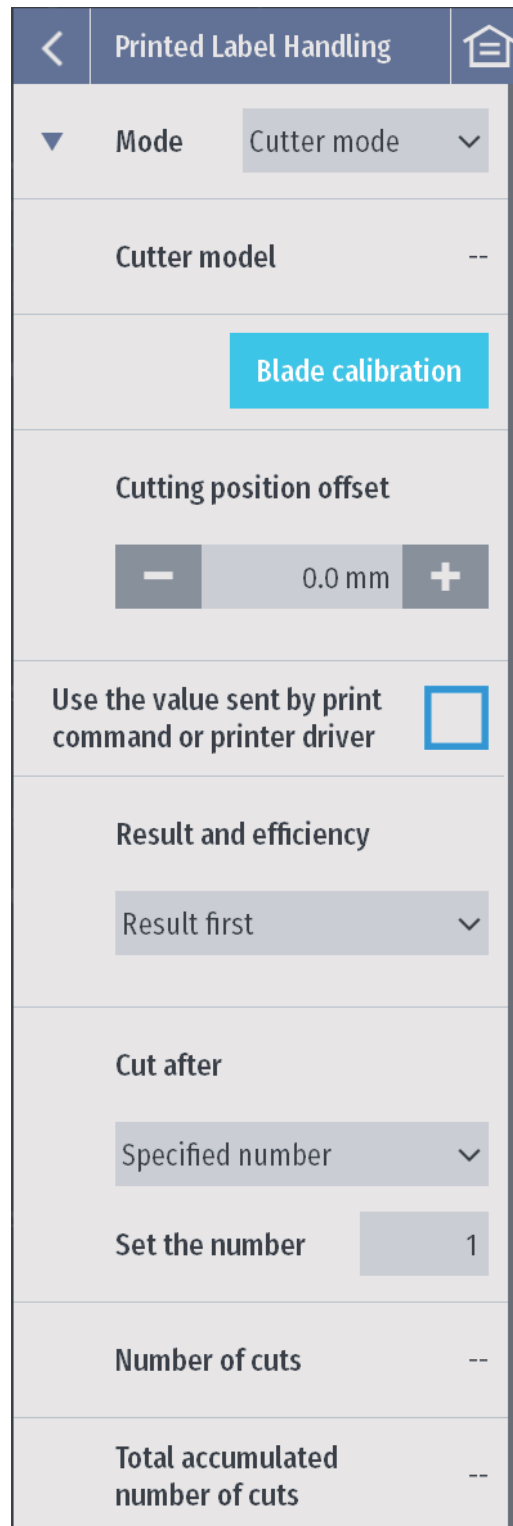 Printed Label Handling
Mode Cutter mode
Cutter model --
Blade calibration
Cutting position offset
0.0 mm
Use the value sent by print
command or printer driver
Result and efficiency
Result first
Cut after
Specified number
Set the number 1
Number of cuts --
Total accumulated
number of cuts --